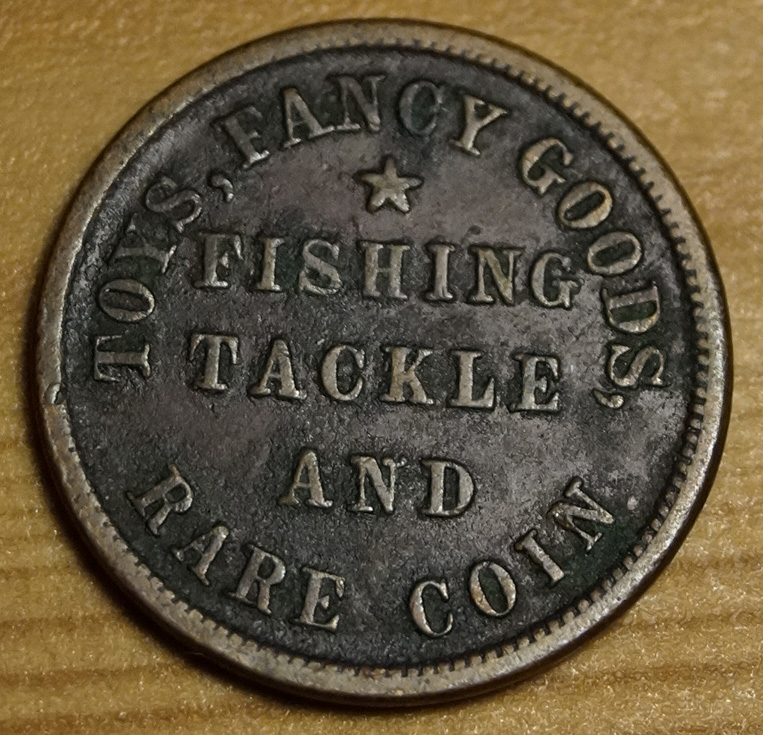 TOYS, FANCY GOODS,
FISHING
TACKLE
AND
RARE COIN